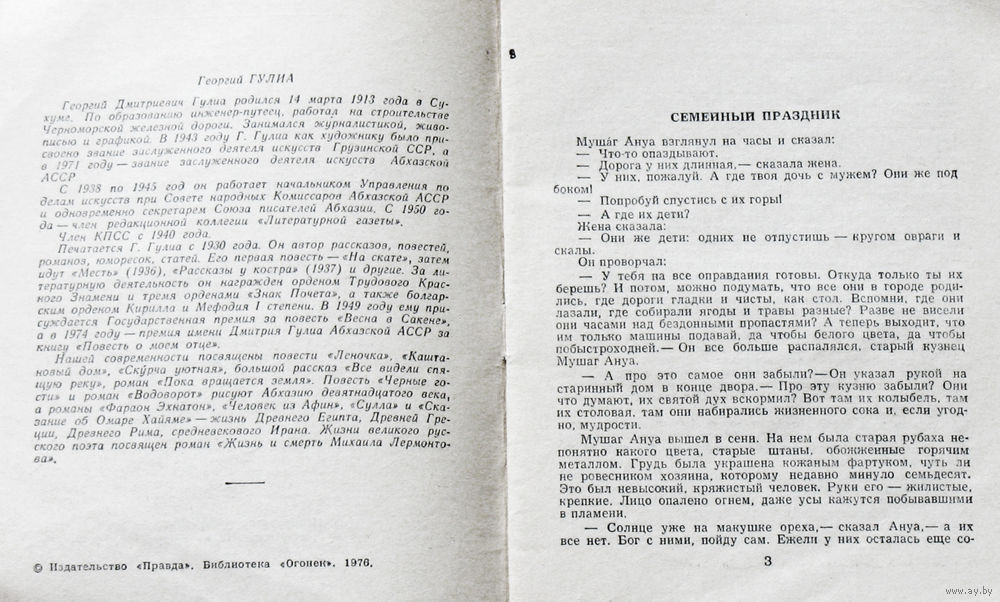 Георгий ГУЛИА
Георгий Дмитриевич Гулиа родился 14 марта 1913 года в Су-
хуме. По образованию инженер-путеец, работал на строительстве
Черноморской железной дороги. Занимался журналистикой, живо-
писью и графикой. В 1943 году Г. Гулиа как художнику было при-
своено звание заслуженного деятеля искусств Грузинской ССР, а
в 1971 году — звание заслуженного деятеля искусств Абхазской
АССР
С 1938 по 1945 год он работает начальником Управления по
делам искусств при Совете народных Комиссаров Абхазской АССР
и одновременно секретарем Союза писателей Абхазии. С 1950 го-
да — член редакционной коллегии «Литературной газеты».
Член КПСС с 1940 года.
Печатается Г. Гулиа с 1930 года. Он автор рассказов, повестей,
романов, юморесок, статей. Его первая повесть — «На скате», затем
идут «Месть» (1936), «Рассказы у костра» (1937) и другие. За ли-
тературную деятельность он награжден орденом Трудового Крас-
ного Знамени и тремя орденами «Знак Почета», а также болгар-
ским орденом Кирилла и Мефодия I степени. В 1949 году ему при-
суждается Государственная премия за повесть «Весна в Сакене»,
а в 1974 году — премия имени Дмитрия Гулиа Абхазской АССР за
книгу «Повесть о моем отце».
Нашей современности посвящены повести «Леночка», «Кашта-
новый дом», «Ску́рча уютная», большой рассказ «Все видели спя-
щую реку», роман «Пока вращается земля». Повесть «Черные го-
сти» и роман «Водоворот» рисуют Абхазию девятнадцатого века,
а романы «Фараон Эхнатон», «Человек из Афин», «Сулла» и «Ска-
зание об Омаре Хайяме» — жизнь Древнего Египта, Древней Гре-
ции, Древнего Рима, средневекового Ирана. Жизни великого рус-
ского поэта посвящен роман «Жизнь и смерть Михаила Лермонто-
ва».
© Издательство «Правда». Библиотека «Огонек». 1976.
в
СЕМЕЙНЫЙ ПРАЗДНИК
Муша́г Ануа взглянул на часы и сказал:
— Что-то опаздывают.
— Дорога у них длинная,— сказала жена.
— У них, пожалуй. А где твоя дочь с мужем? Они же под
боком!
— Попробуй спустись с их горы!
— А где их дети?
Жена сказала:
— Они же дети: одних не отпустишь — кругом овраги и
скалы.
Он проворчал:
— У тебя на все оправдания готовы. Откуда только ты их
берешь? И потом, можно подумать, что все они в городе роди-
лись, где дороги гладки и чисты, как стол. Вспомни, где они
лазали, где собирали ягоды и травы разные? Разве не висели
они часами над бездонными пропастями? А теперь выходит, что
им только машины подавай, да чтобы белого цвета, да чтобы
побыстроходней.— Он все больше распалялся, старый кузнец
Мушаг Ануа.
— А про это самое они забыли? — Он указал рукой на
старинный дом в конце двора.— Про эту кузню забыли? Они
что думают, их святой дух вскормил? Вот там их колыбель, там
их столовая, там они набирались жизненного сока и, если угод-
но, мудрости.
Мушаг Ануа вышел в сени. На нем была старая рубаха не-
понятно какого цвета, старые штаны, обожженные горячим
металлом. Грудь была украшена кожаным фартуком, чуть ли
не ровесником хозяина, которому недавно минуло семьдесят.
Это был невысокий, кряжистый человек. Руки его — жилистые,
крепкие. Лицо опалено огнем, даже усы кажутся побывавшими
в пламени.
— Солнце уже на макушке ореха,— сказал Ануа,— а их
все нет. Бог с ними, пойду сам. Ежели у них осталась еще со-
3
www.ay.by